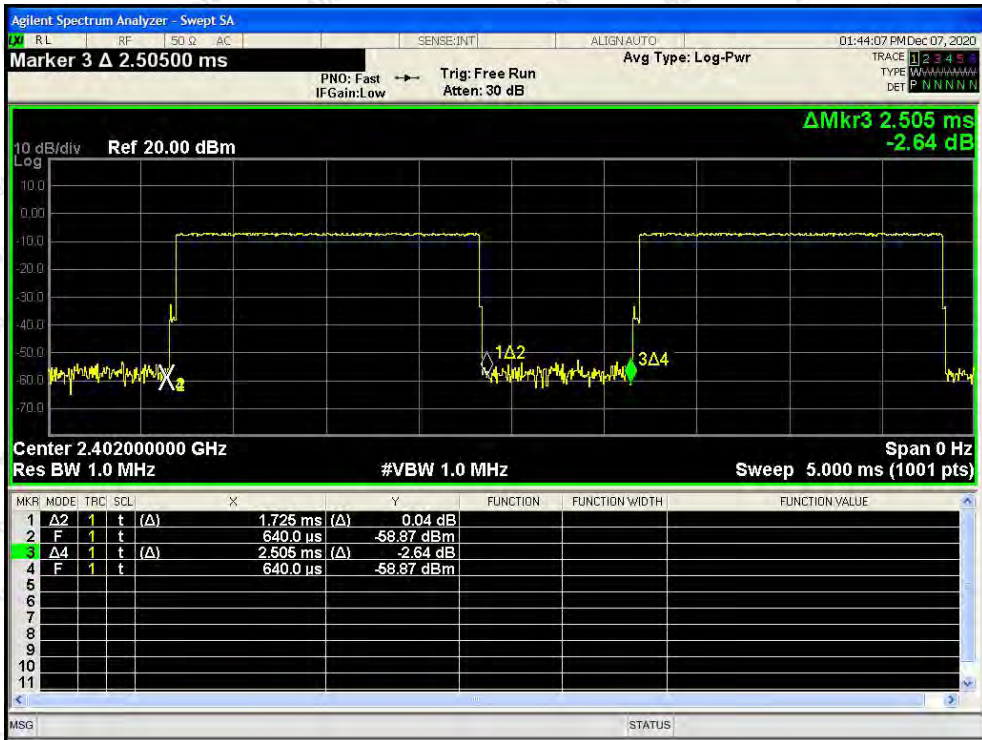 Agilent Spectrum Analyzer - Swept SA
LXI RL RF 50 Ω AC SENSE:INT ALIGNAUTO 01:44:07 PM Dec 07, 2020
Marker 3 Δ 2.50500 ms
PNO: Fast Trig: Free Run Avg Type: Log-Pwr TRACE 1 2 3 4 5 6
IFGain:Low Atten: 30 dB TYPE W
DET P N N N N N
ΔMkr3 2.505 ms
-2.64 dB
10 dB/div Ref 20.00 dBm
Log
10.0
0.00
-10.0
-20.0
-30.0
-40.0
-50.0
-60.0
-70.0
1Δ2
3Δ4
Center 2.402000000 GHz Span 0 Hz
Res BW 1.0 MHz #VBW 1.0 MHz Sweep 5.000 ms (1001 pts)
MKR MODE TRC SCL X Y FUNCTION FUNCTION WIDTH FUNCTION VALUE
1 Δ2 1 t (Δ) 1.725 ms (Δ) 0.04 dB
2 F 1 t 640.0 µs -58.87 dBm
3 Δ4 1 t (Δ) 2.505 ms (Δ) -2.64 dB
4 F 1 t 640.0 µs -58.87 dBm
5
6
7
8
9
10
11
MSG STATUS